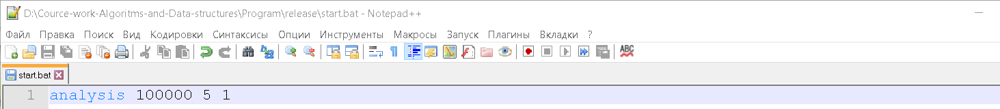 D:\Cource-work-Algoritms-and-Data-structures\Program\release\start.bat - Notepad++
Файл Правка Поиск Вид Кодировки Синтаксисы Опции Инструменты Макросы Запуск Плагины Вкладки ?
ABC
start.bat
1 analysis 100000 5 1